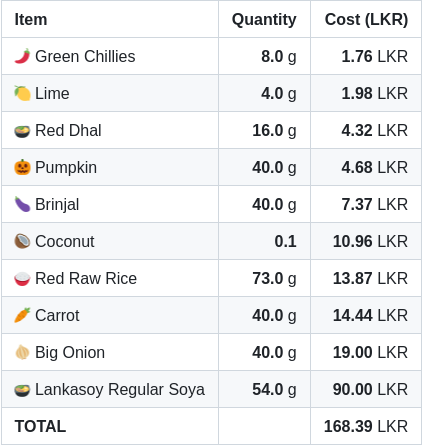 Item Quantity Cost (LKR)
Green Chillies 8.0 g 1.76 LKR
Lime 4.0 g 1.98 LKR
Red Dhal 16.0 g 4.32 LKR
Pumpkin 40.0 g 4.68 LKR
Brinjal 40.0 g 7.37 LKR
Coconut 0.1 10.96 LKR
Red Raw Rice 73.0 g 13.87 LKR
Carrot 40.0 g 14.44 LKR
Big Onion 40.0 g 19.00 LKR
Lankasoy Regular Soya 54.0 g 90.00 LKR
TOTAL 168.39 LKR